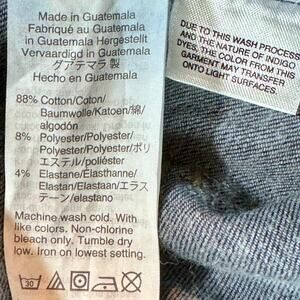 Made in Guatemala
Fabriqué au Guatemala
in Guatemala Hergestellt
Vervaardigd in Guatemala
グアテマラ 製
Hecho en Guatemala
88% Cotton/Coton/
Baumwolle/Katoen/綿/
algodón
8% Polyester/Polyester/
Polyester/Polyester/ポリ
エステル/poliéster
4% Elastane/Élasthanne/
Elastan/Elastaan/エラス
テーン/elastano
Machine wash cold. With
like colors. Non-chlorine
bleach only. Tumble dry
low. Iron on lowest setting.
30
DUE TO THIS WASH PROCESS
AND THE NATURE OF INDIGO
DYES, THE COLOR FROM THIS
GARMENT MAY TRANSFER
ONTO LIGHT SURFACES.